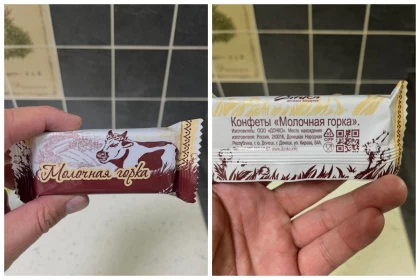 Молочная горка
Конфеты «Молочная горка».
Изготовитель: ООО «ДОНКО». Место нахождения
изготовителя: Россия, 283018, Донецкая Народная
Республика, г.о. Донецк, г. Донецк, ул. Кирова, 84А.